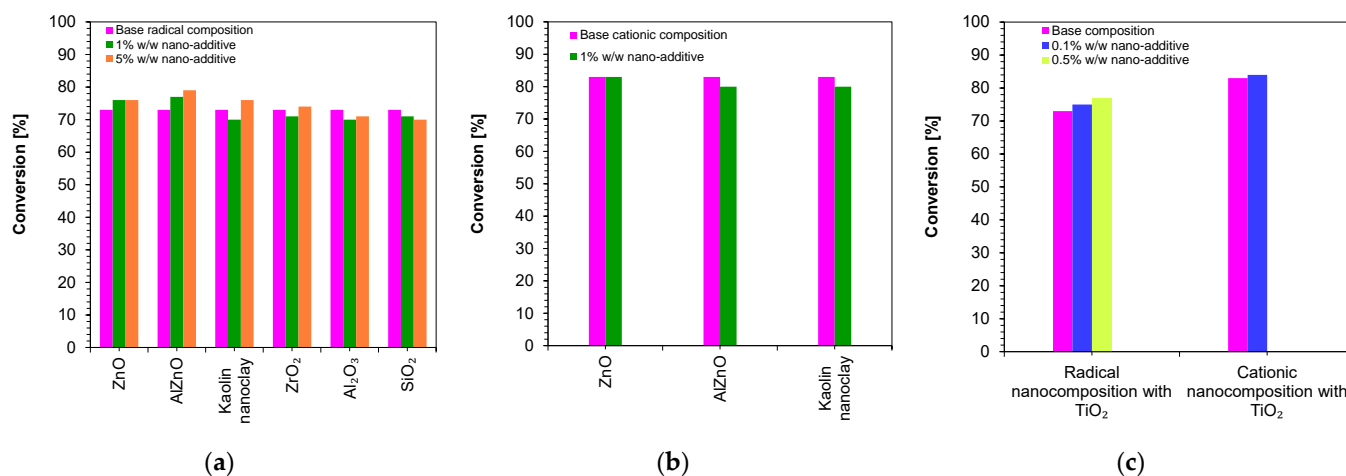 100
90
80
70
60
50
40
30
20
10
0
Conversion [%]
Base radical composition
1% w/w nano-additive
5% w/w nano-additive
ZnO
AlZnO
Kaolin
nanoclay
ZrO₂
Al₂O₃
SiO₂
(a)
100
90
80
70
60
50
40
30
20
10
0
Conversion [%]
Base cationic composition
1% w/w nano-additive
ZnO
AlZnO
Kaolin
nanoclay
(b)
100
90
80
70
60
50
40
30
20
10
0
Conversion [%]
Base composition
0.1% w/w nano-additive
0.5% w/w nano-additive
Radical
nanocomposition with
TiO₂
Cationic
nanocomposition with
TiO₂
(c)